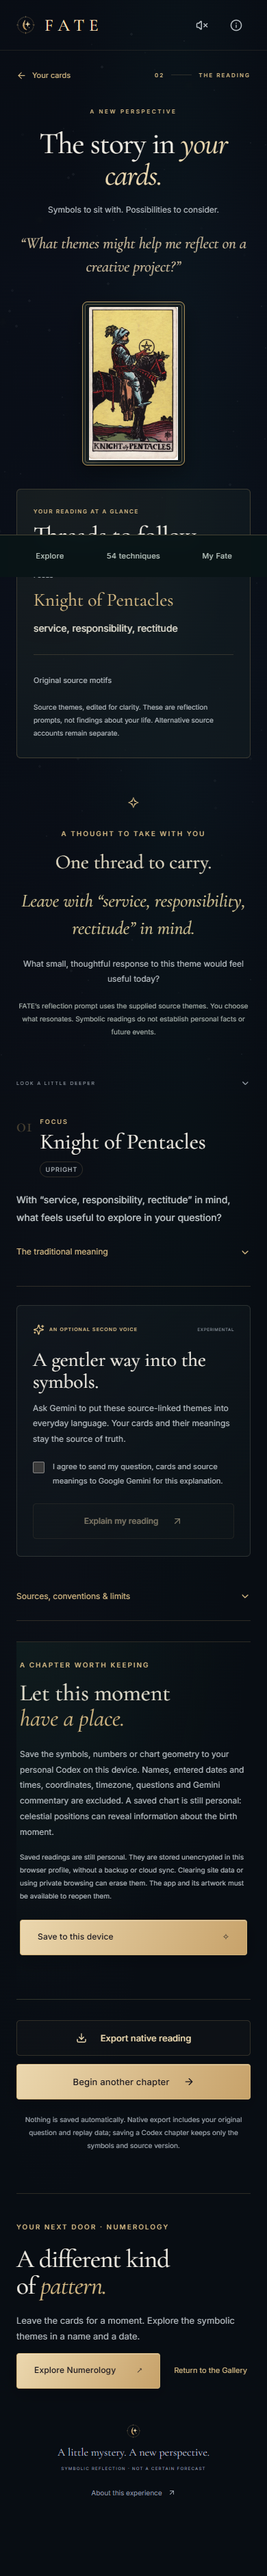 FATE
Your cards
02
THE READING
A NEW PERSPECTIVE
The story in your
cards.
Symbols to sit with. Possibilities to consider.
“What themes might help me reflect on a
creative project?”
KNIGHT of PENTACLES
YOUR READING AT A GLANCE
Threads to follow
Explore
54 techniques
My Fate
Knight of Pentacles
service, responsibility, rectitude
Original source motifs
Source themes, edited for clarity. These are reflection
prompts, not findings about your life. Alternative source
accounts remain separate.
A THOUGHT TO TAKE WITH YOU
One thread to carry.
Leave with “service, responsibility,
rectitude” in mind.
What small, thoughtful response to this theme would feel
useful today?
FATE’s reflection prompt uses the supplied source themes. You choose
what resonates. Symbolic readings do not establish personal facts or
future events.
LOOK A LITTLE DEEPER
01
FOCUS
Knight of Pentacles
UPRIGHT
With “service, responsibility, rectitude” in mind,
what feels useful to explore in your question?
The traditional meaning
AN OPTIONAL SECOND VOICE
EXPERIMENTAL
A gentler way into the
symbols.
Ask Gemini to put these source-linked themes into
everyday language. Your cards and their meanings
stay the source of truth.
I agree to send my question, cards and source
meanings to Google Gemini for this explanation.
Explain my reading
Sources, conventions & limits
A CHAPTER WORTH KEEPING
Let this moment
have a place.
Save the symbols, numbers or chart geometry to your
personal Codex on this device. Names, entered dates and
times, coordinates, timezone, questions and Gemini
commentary are excluded. A saved chart is still personal:
celestial positions can reveal information about the birth
moment.
Saved readings are still personal. They are stored unencrypted in this
browser profile, without a backup or cloud sync. Clearing site data or
using private browsing can erase them. The app and its artwork must
be available to reopen them.
Save to this device
Export native reading
Begin another chapter
Nothing is saved automatically. Native export includes your original
question and replay data; saving a Codex chapter keeps only the
symbols and source version.
YOUR NEXT DOOR · NUMEROLOGY
A different kind
of pattern.
Leave the cards for a moment. Explore the symbolic
themes in a name and a date.
Explore Numerology
Return to the Gallery
A little mystery. A new perspective.
SYMBOLIC REFLECTION · NOT A CERTAIN FORECAST
About this experience